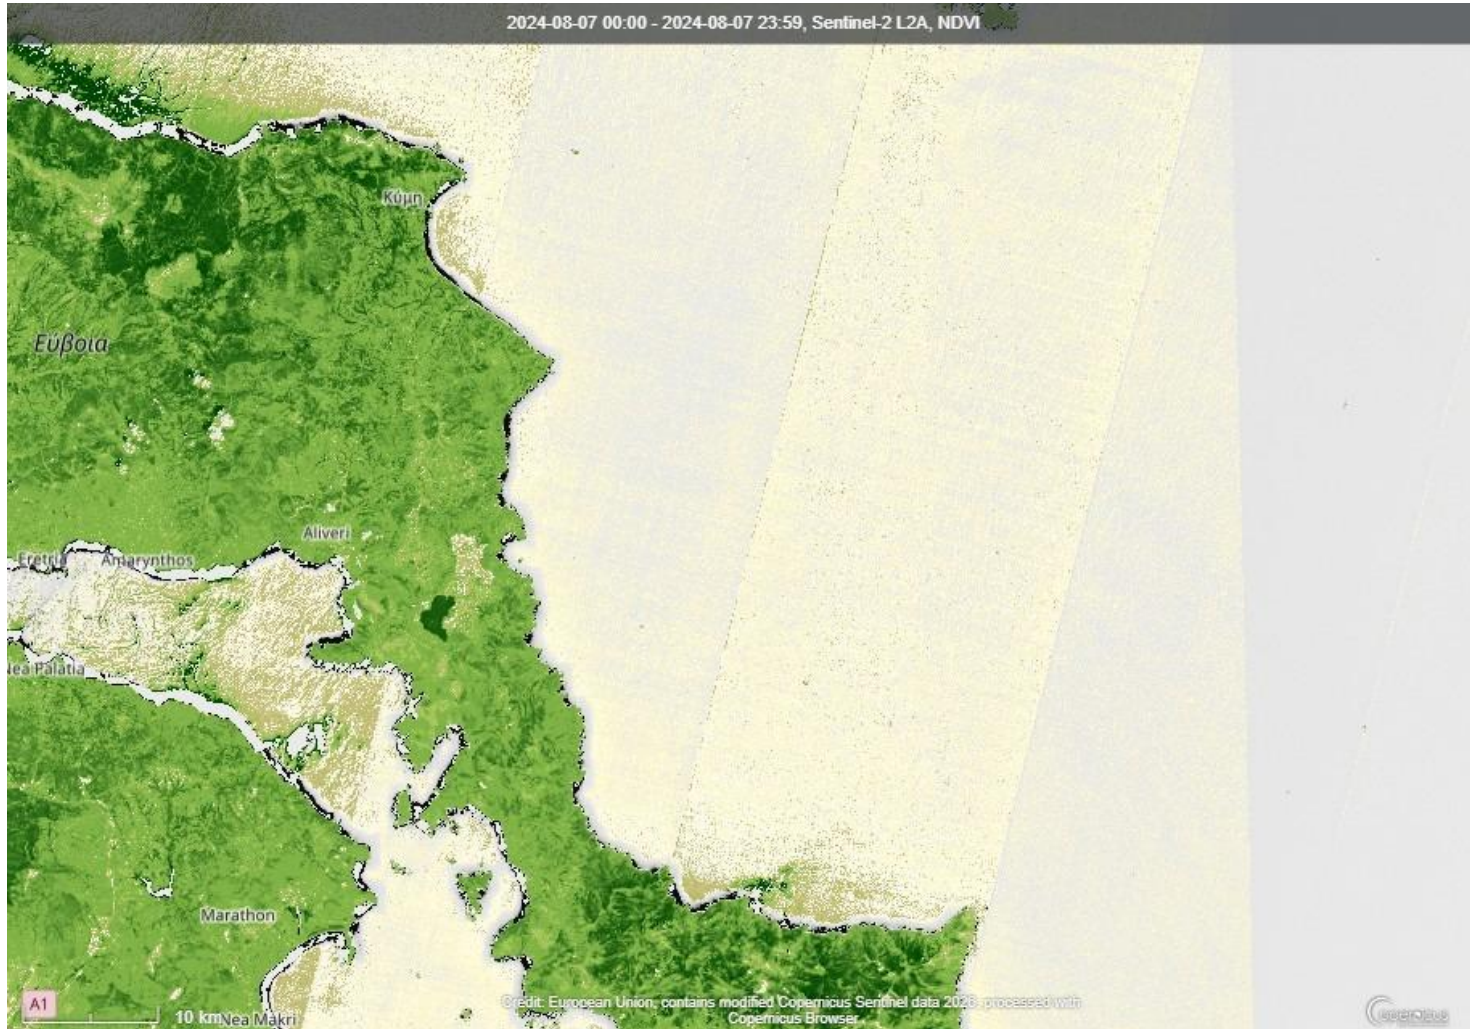 2024-08-07 00:00 - 2024-08-07 23:59, Sentinel-2 L2A, NDVI
Κύμη
Εύβοια
Aliveri
Eretria Amarynthos
Nea Palatia
Marathon
Credit: European Union, contains modified Copernicus Sentinel data 2026, processed with
Copernicus Browser
A1
10 km
Nea Makri
opernicus